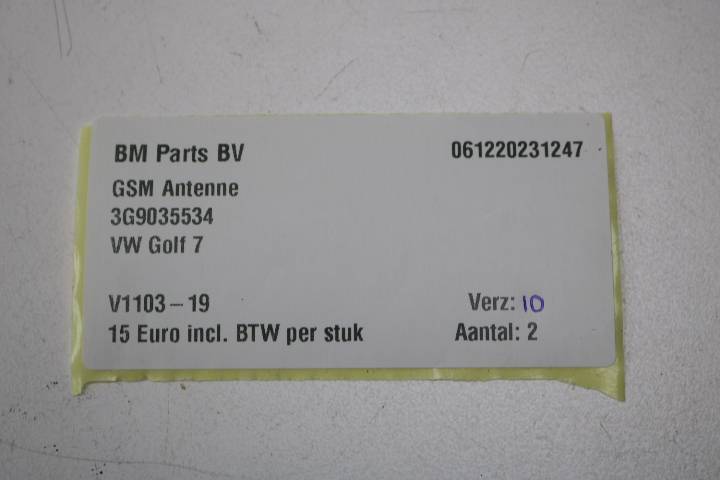 BM Parts BV 061220231247
GSM Antenne
3G9035534
VW Golf 7
V1103-19 Verz: 10
15 Euro incl. BTW per stuk Aantal: 2